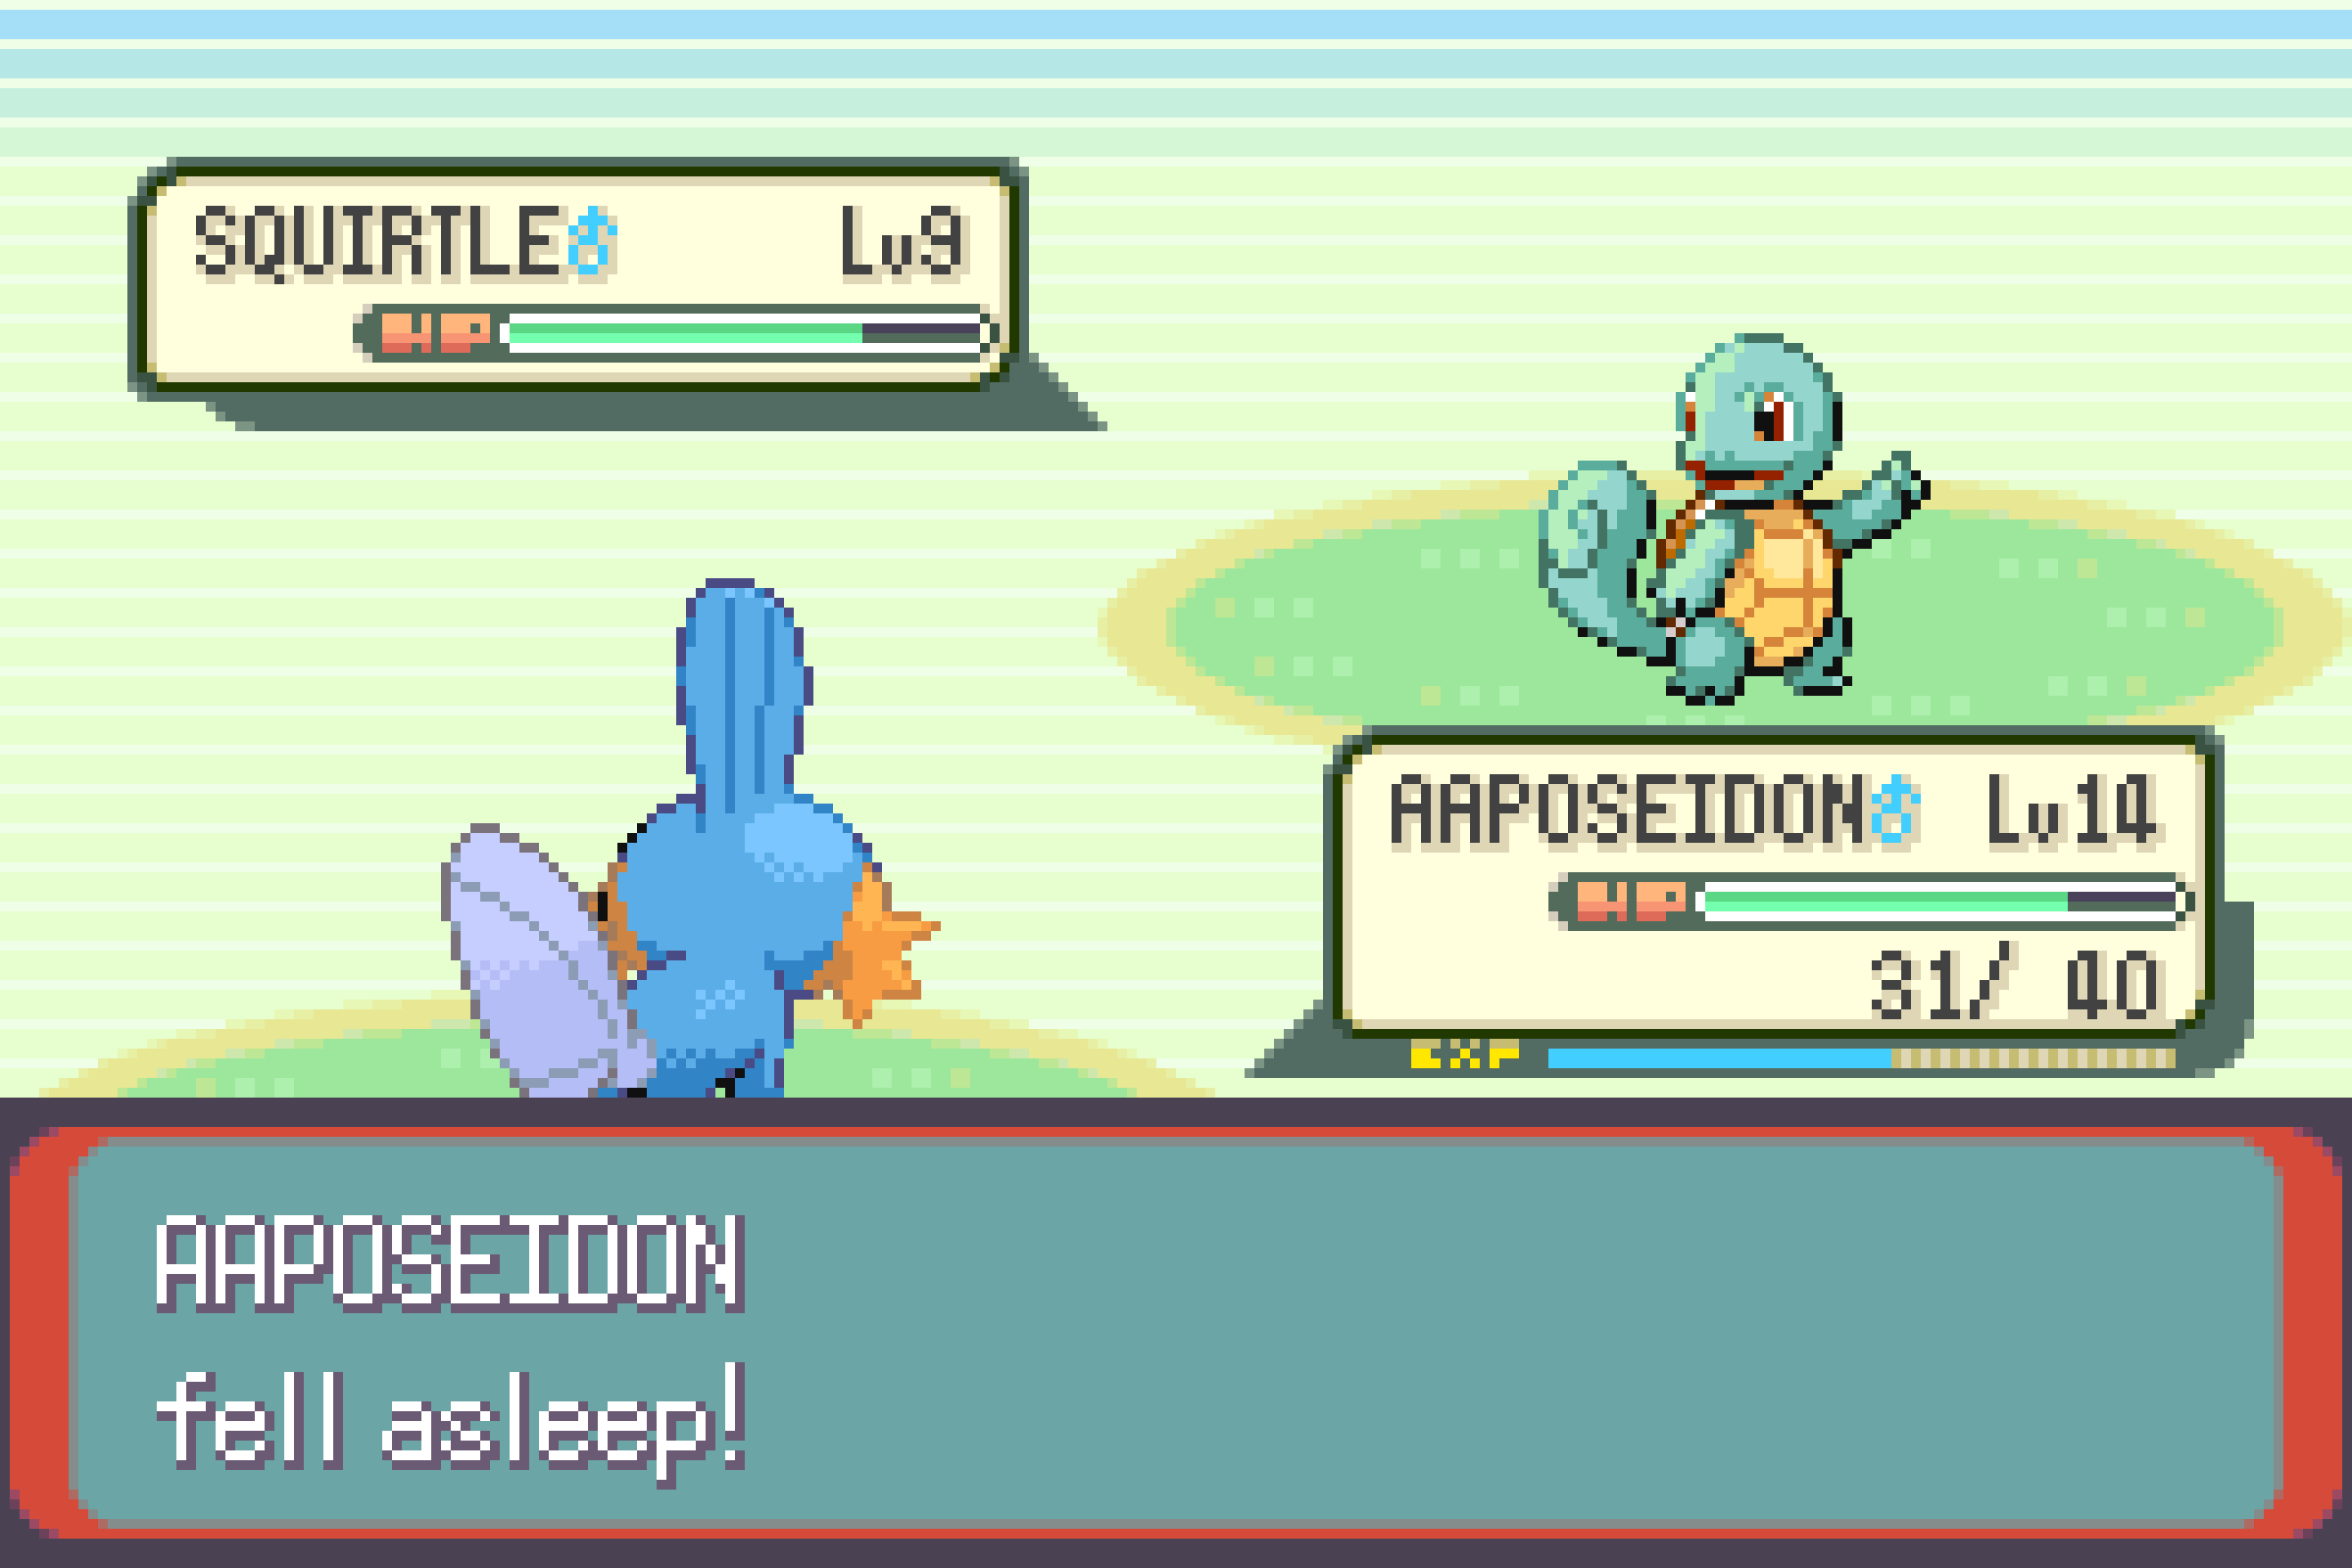 SQUIRTLE♂ Lv9
HP
AAPOSEIDON♂ Lv14
HP
31/ 40
EXP
AAPOSEIDON
fell asleep!